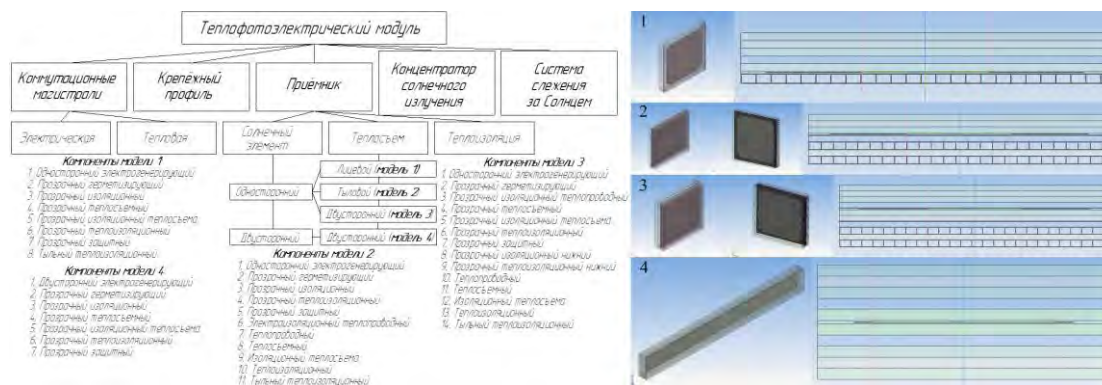 Теплофотоэлектрический модуль
Коммутационные
магистрали
Крепёжный
профиль
Приёмник
Концентратор
солнечного
излучения
Система
слежения
за Солнцем
Электрическая
Тепловая
Солнечный
элемент
Теплосъем
Теплоизоляция
Односторонний
Лицевой (модель 1)
Тыловой (модель 2)
Двусторонний (модель 3)
Двусторонний
Двусторонний (модель 4)
Компоненты модели 1
1. Односторонний электрогенерирующий
2. Прозрачный герметизирующий
3. Прозрачный изоляционный
4. Прозрачный теплосъемный
5. Прозрачный изоляционный теплосъема
6. Прозрачный теплоизоляционный
7. Прозрачный защитный
8. Тыльный теплоизоляционный
Компоненты модели 4
1. Двусторонний электрогенерирующий
2. Прозрачный герметизирующий
3. Прозрачный изоляционный
4. Прозрачный теплосъемный
5. Прозрачный изоляционный теплосъема
6. Прозрачный теплоизоляционный
7. Прозрачный защитный
Компоненты модели 2
1. Односторонний электрогенерирующий
2. Прозрачный герметизирующий
3. Прозрачный изоляционный
4. Прозрачный теплоизоляционный
5. Прозрачный защитный
6. Электроизоляционный теплопроводный
7. Теплопроводный
8. Теплосъемный
9. Изоляционный теплосъема
10. Теплоизоляционный
11. Тыльный теплоизоляционный
Компоненты модели 3
1. Односторонний электрогенерирующий
2. Прозрачный герметизирующий
3. Прозрачный изоляционный теплопроводный
4. Прозрачный теплосъемный
5. Прозрачный изоляционный теплосъема
6. Прозрачный теплоизоляционный
7. Прозрачный защитный
8. Прозрачный изоляционный нижний
9. Прозрачный теплоизоляционный нижний
10. Теплопроводный
11. Теплосъемный
12. Изоляционный теплосъема
13. Теплоизоляционный
14. Тыльный теплоизоляционный
1
2
3
4